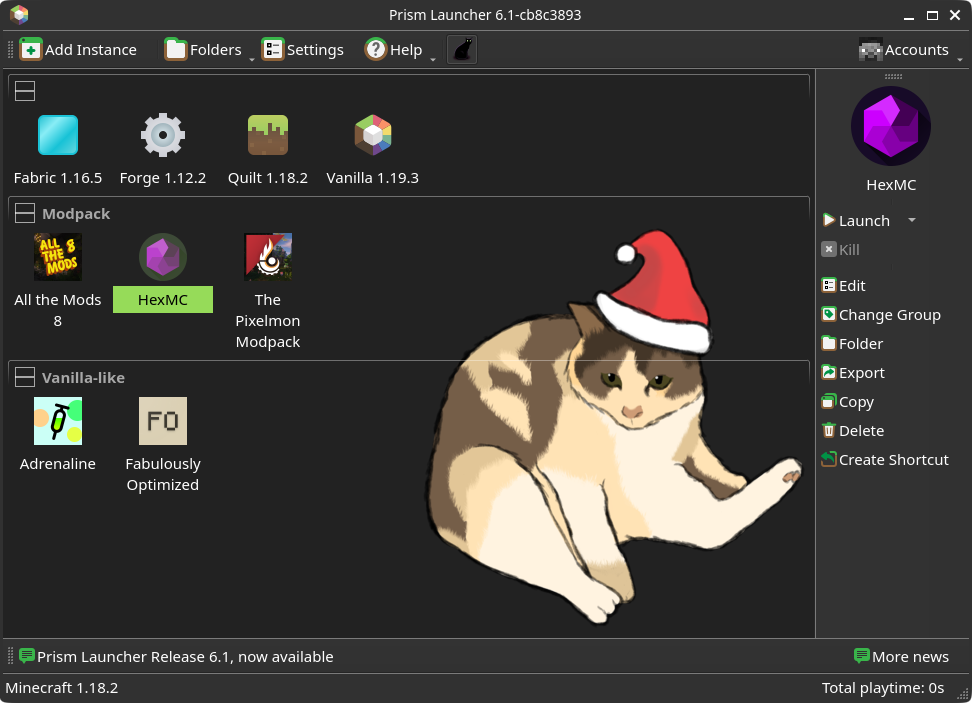 Prism Launcher 6.1-cb8c3893
Add Instance Folders Settings Help Accounts
Fabric 1.16.5 Forge 1.12.2 Quilt 1.18.2 Vanilla 1.19.3
Modpack
ALL THE MODS 8
All the Mods 8
HexMC
The Pixelmon Modpack
Vanilla-like
FO
Adrenaline
Fabulously Optimized
HexMC
Launch
Kill
Edit
Change Group
Folder
Export
Copy
Delete
Create Shortcut
Prism Launcher Release 6.1, now available
More news
Minecraft 1.18.2
Total playtime: 0s